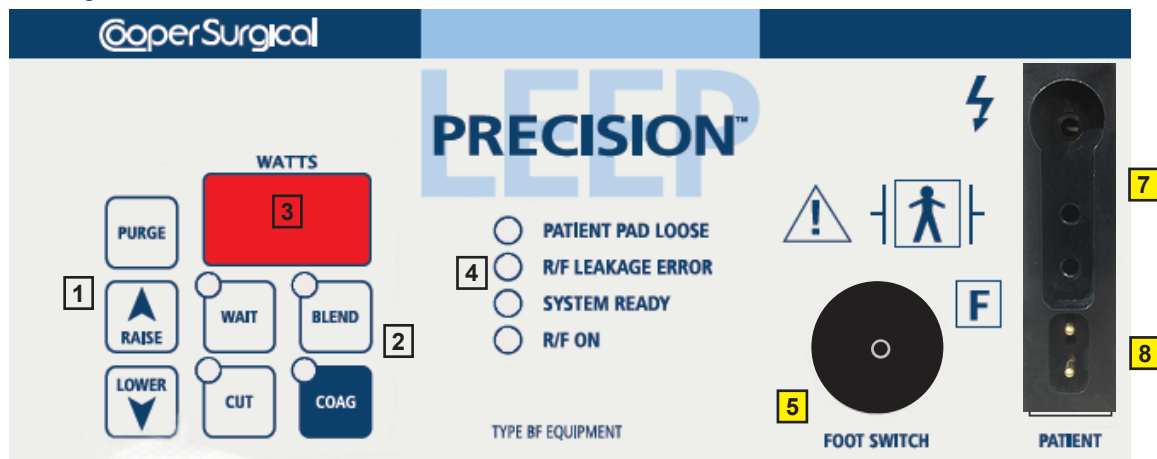 CooperSurgical
LEEP
PRECISION™
WATTS
3
PURGE
1
RAISE
WAIT
BLEND
2
LOWER
CUT
COAG
PATIENT PAD LOOSE
4
R/F LEAKAGE ERROR
SYSTEM READY
R/F ON
TYPE BF EQUIPMENT
!
F
5
FOOT SWITCH
7
8
PATIENT